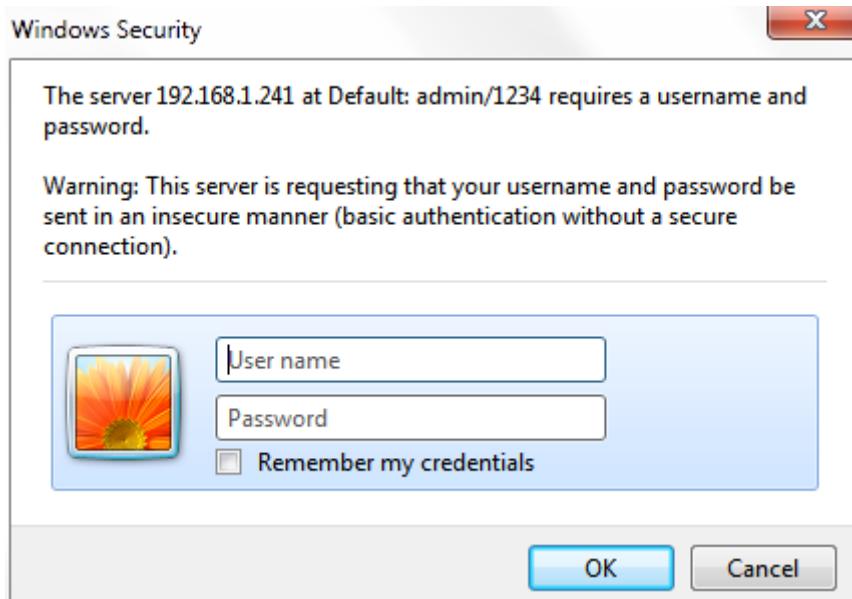 Windows Security
The server 192.168.1.241 at Default: admin/1234 requires a username and
password.
Warning: This server is requesting that your username and password be
sent in an insecure manner (basic authentication without a secure
connection).
User name
Password
Remember my credentials
OK
Cancel